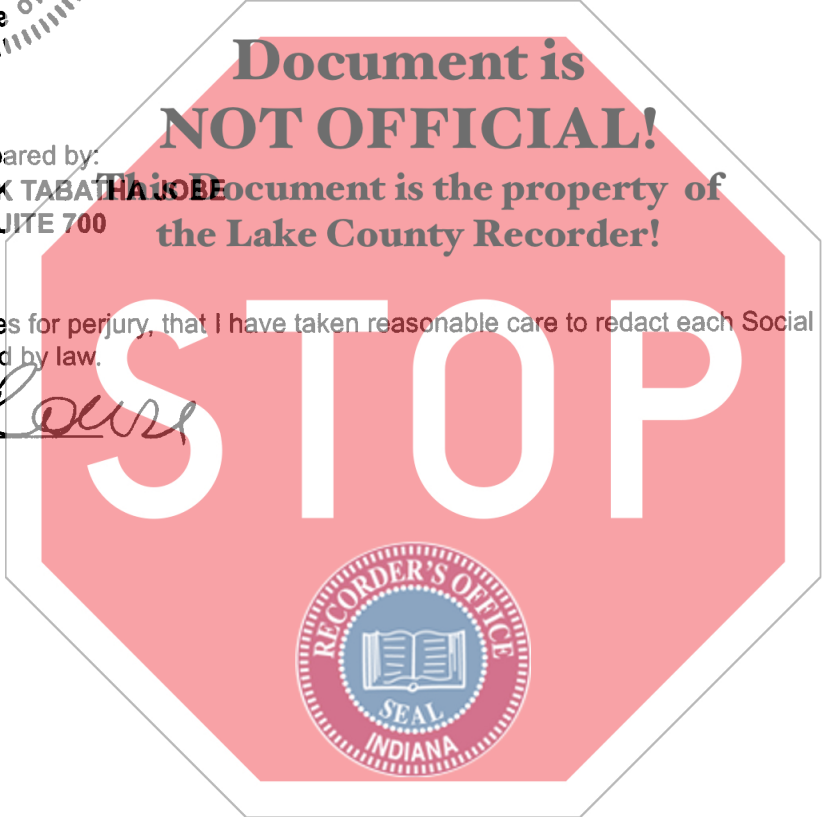 Document is
NOT OFFICIAL!
ared by:
K TABATHA JOBE
This Document is the property of
UITE 700
the Lake County Recorder!
es for perjury, that I have taken reasonable care to redact each Social
d by law.
STOP
RECORDER'S OFFICE
SEAL
INDIANA